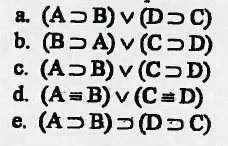 a. (A ⊃ B) ∨ (D ⊃ C)
b. (B ⊃ A) ∨ (C ⊃ D)
c. (A ⊃ B) ∨ (C ⊃ D)
d. (A ≡ B) ∨ (C ≡ D)
e. (A ⊃ B) ⊃ (D ⊃ C)